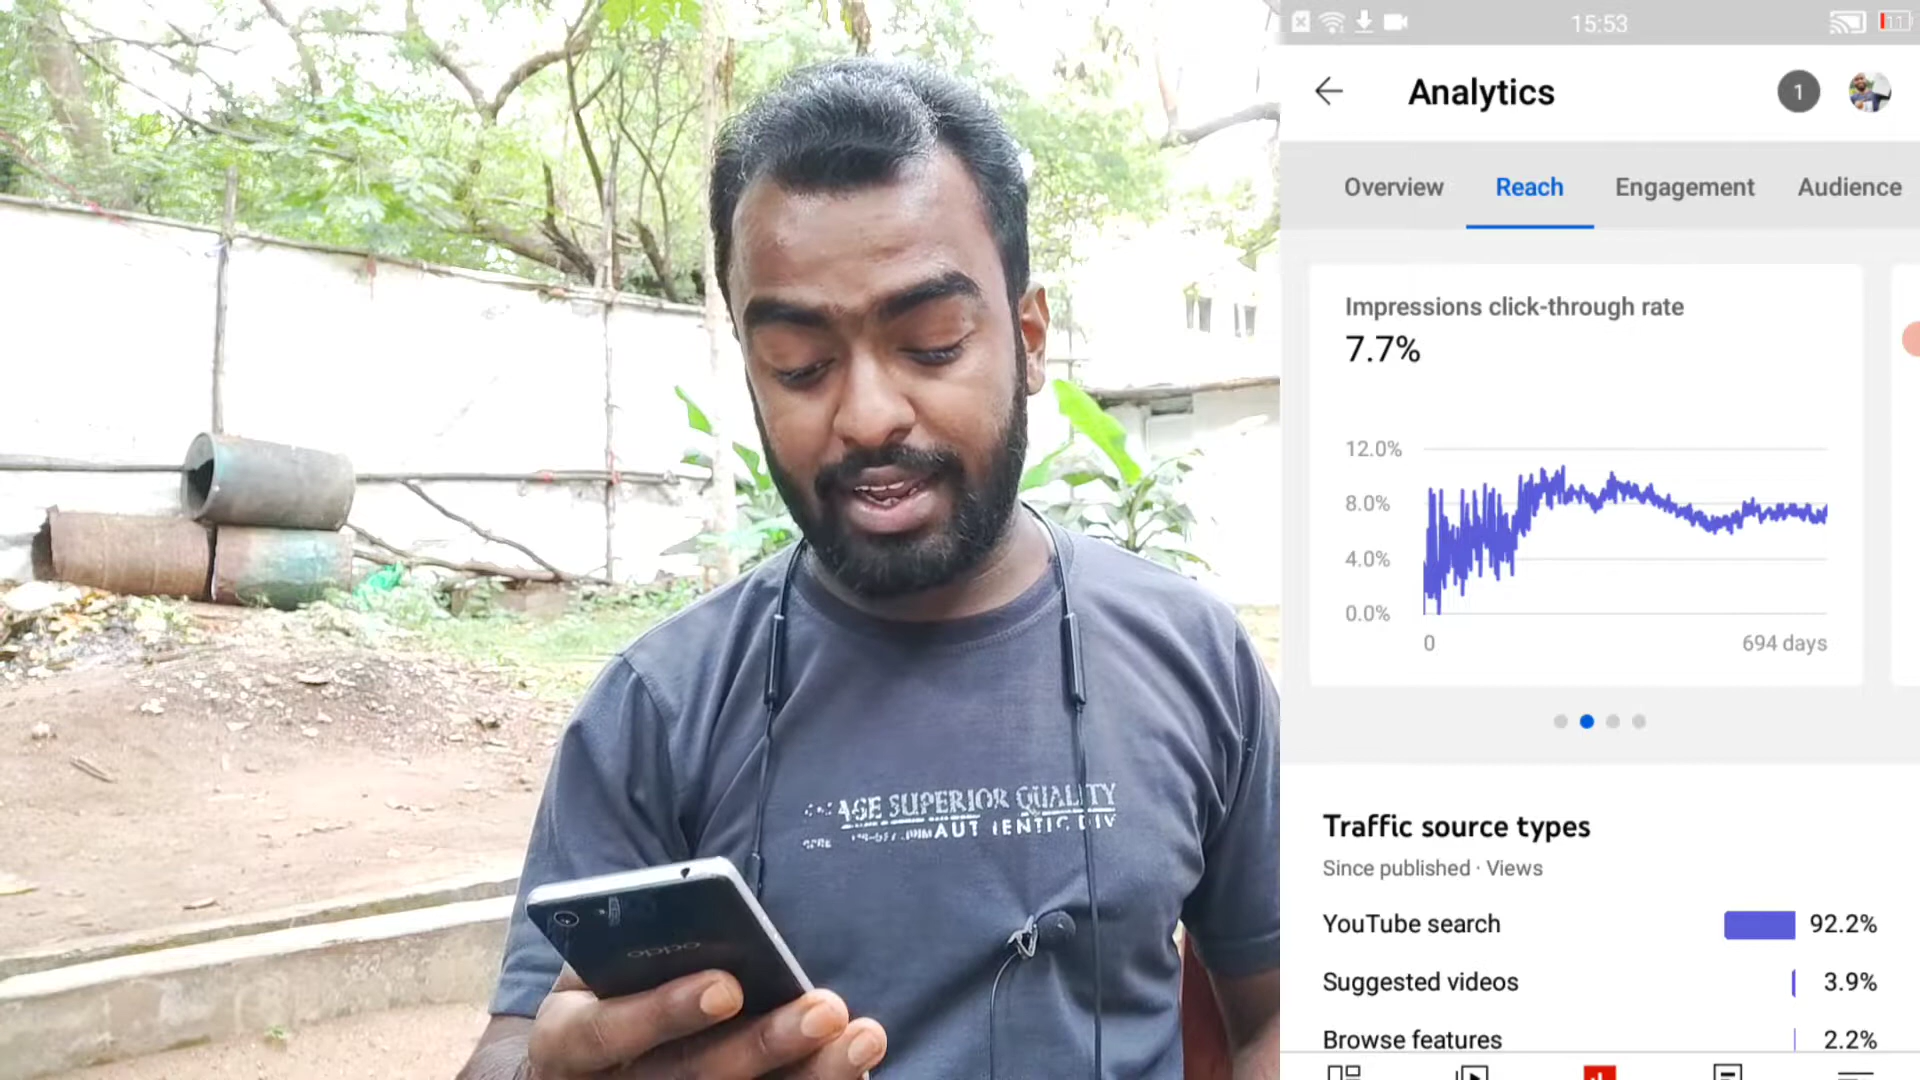 AGE SUPERIOR QUALITY
oppo
15:53
11
Analytics
1
Overview Reach Engagement Audience
Impressions click-through rate
7.7%
12.0%
8.0%
4.0%
0.0%
0 694 days
Traffic source types
Since published · Views
YouTube search 92.2%
Suggested videos 3.9%
Browse features 2.2%